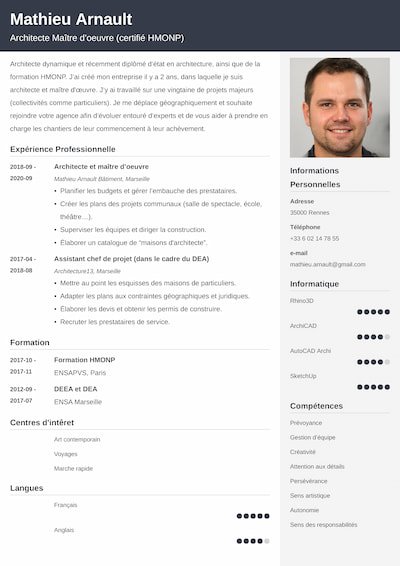 Mathieu Arnault
Architecte Maître d'oeuvre (certifié HMONP)
Architecte dynamique et récemment diplômé d'état en architecture, ainsi que de la
formation HMONP. J'ai créé mon entreprise il y a 2 ans, dans laquelle je suis
architecte et maître d'œuvre. J'y ai travaillé sur une vingtaine de projets majeurs
(collectivités comme particuliers). Je me déplace géographiquement et souhaite
rejoindre votre agence afin d'évoluer entouré d'experts et de vous aider à prendre en
charge les chantiers de leur commencement à leur achèvement.
Expérience Professionnelle
2018-09 -
2020-09
Architecte et maître d'oeuvre
Mathieu Arnault Bâtiment, Marseille
• Planifier les budgets et gérer l'embauche des prestataires.
• Créer les plans des projets communaux (salle de spectacle, école,
théâtre…).
• Superviser les équipes et diriger la construction.
• Élaborer un catalogue de "maisons d'architecte".
2017-04 -
2018-08
Assistant chef de projet (dans le cadre du DEA)
Architecture13, Marseille
• Mettre au point les esquisses des maisons de particuliers.
• Adapter les plans aux contraintes géographiques et juridiques.
• Élaborer les devis et obtenir les permis de construire.
• Recruter les prestataires de service.
Formation
2017-10 -
2017-11
Formation HMONP
ENSAPVS, Paris
2012-09 -
2017-07
DEEA et DEA
ENSA Marseille
Centres d'intêret
Art contemporain
Voyages
Marche rapide
Langues
Français
Anglais
Informations
Personnelles
Adresse
35000 Rennes
Téléphone
+33 6 02 14 78 55
e-mail
mathieu.arnault@gmail.com
Informatique
Rhino3D
ArchiCAD
AutoCAD Archi
SketchUp
Compétences
Prévoyance
Gestion d'équipe
Créativité
Attention aux détails
Persévérance
Sens artistique
Autonomie
Sens des responsabilités